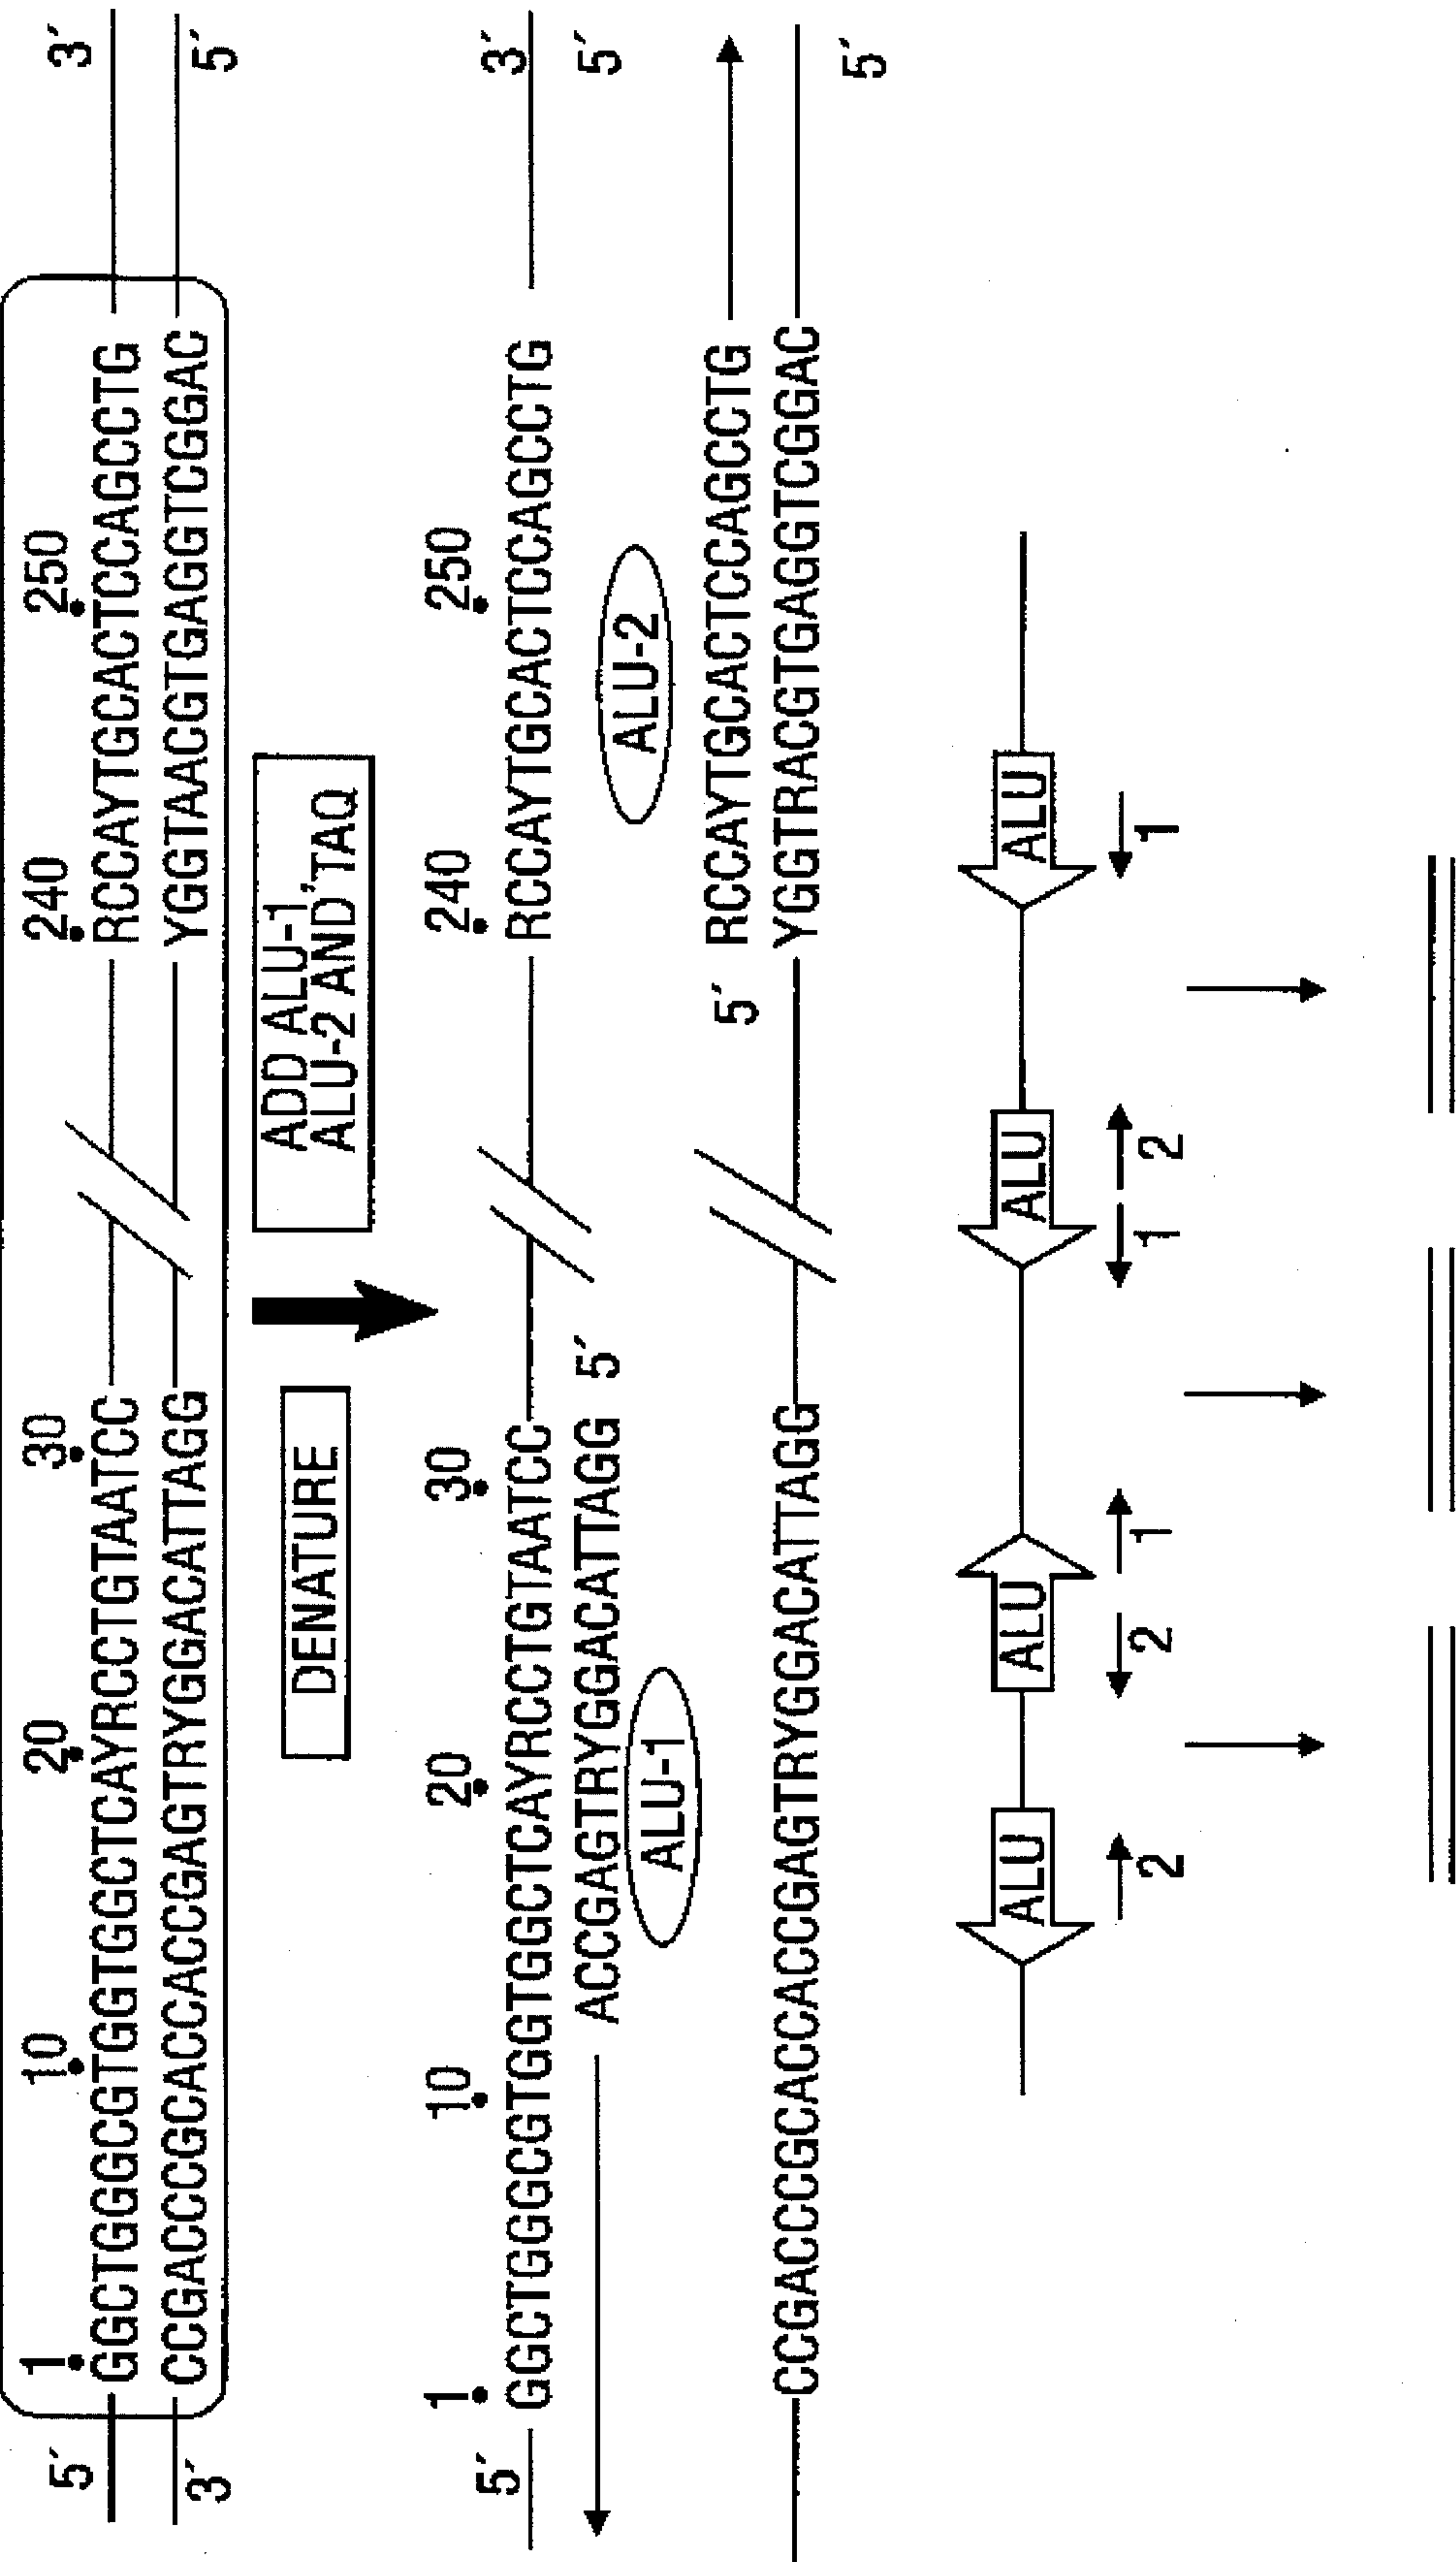 1 10 20 30 240 250
5´ GGCTGGGCGTGGTGGCTCAYRCCTGTAATCC RCCAYTGCACTCCAGCCTG 3´
3´ CCGACCCGCACCACCGAGTRYGGACATTAGG YGGTAACGTGAGGTCGGAC 5´
DENATURE
ADD ALU-1,
ALU-2 AND TAQ
1 10 20 30 240 250
5´ GGCTGGGCGTGGTGGCTCAYRCCTGTAATCC RCCAYTGCACTCCAGCCTG 3´
ACCGAGTRYGGACATTAGG 5´ 5´
ALU-1 ALU-2
5´ RCCAYTGCACTCCAGCCTG
CCGACCCGCACCACCGAGTRYGGACATTAGG YGGTRACGTGAGGTCGGAC
5´
ALU ALU ALU ALU
2 2 1 1 2 1